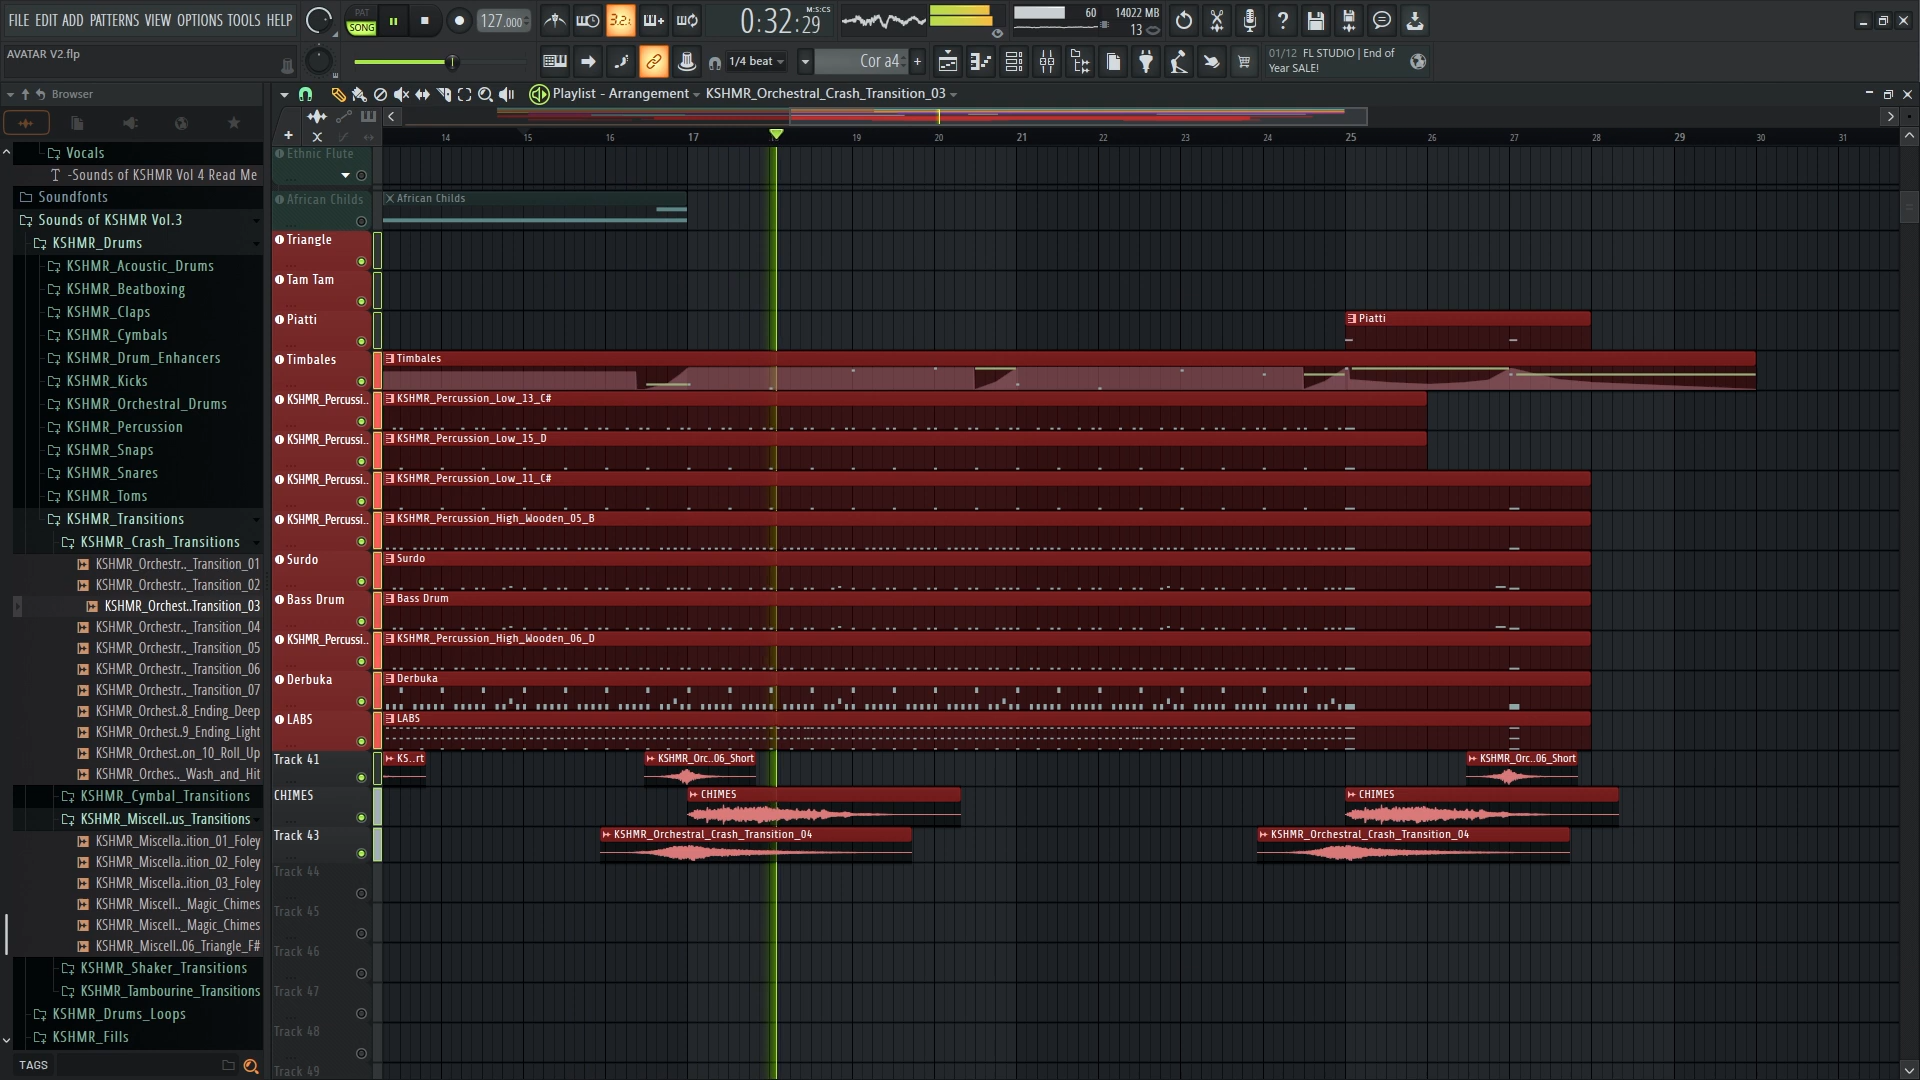 FILE EDIT ADD PATTERNS VIEW OPTIONS TOOLS HELP
PAT
SONG
127.000
3.2.
M:S:CS
0:32:29
60
14022 MB
13
AVATAR V2.flp
1/4 beat
Cor a4
+
01/12 FL STUDIO | End of
Year SALE!
Browser
Playlist - Arrangement
KSHMR_Orchestral_Crash_Transition_03
14 15 16 17 19 20 21 22 23 24 25 26 27 28 29 30 31
Vocals
-Sounds of KSHMR Vol 4 Read Me
Soundfonts
Sounds of KSHMR Vol.3
KSHMR_Drums
KSHMR_Acoustic_Drums
KSHMR_Beatboxing
KSHMR_Claps
KSHMR_Cymbals
KSHMR_Drum_Enhancers
KSHMR_Kicks
KSHMR_Orchestral_Drums
KSHMR_Percussion
KSHMR_Snaps
KSHMR_Snares
KSHMR_Toms
KSHMR_Transitions
KSHMR_Crash_Transitions
KSHMR_Orchestr.._Transition_01
KSHMR_Orchestr.._Transition_02
KSHMR_Orchest..Transition_03
KSHMR_Orchestr.._Transition_04
KSHMR_Orchestr.._Transition_05
KSHMR_Orchestr.._Transition_06
KSHMR_Orchestr.._Transition_07
KSHMR_Orchest..8_Ending_Deep
KSHMR_Orchest..9_Ending_Light
KSHMR_Orchest..on_10_Roll_Up
KSHMR_Orches.._Wash_and_Hit
KSHMR_Cymbal_Transitions
KSHMR_Miscell..us_Transitions
KSHMR_Miscella..ition_01_Foley
KSHMR_Miscella..ition_02_Foley
KSHMR_Miscella..ition_03_Foley
KSHMR_Miscell.._Magic_Chimes
KSHMR_Miscell.._Magic_Chimes
KSHMR_Miscell..06_Triangle_F#
KSHMR_Shaker_Transitions
KSHMR_Tambourine_Transitions
KSHMR_Drums_Loops
KSHMR_Fills
TAGS
Ethnic Flute
African Childs
African Childs
Triangle
Tam Tam
Piatti
Piatti
Timbales
Timbales
KSHMR_Percussi..
KSHMR_Percussion_Low_13_C#
KSHMR_Percussi..
KSHMR_Percussion_Low_15_D
KSHMR_Percussi..
KSHMR_Percussion_Low_11_C#
KSHMR_Percussi..
KSHMR_Percussion_High_Wooden_05_B
Surdo
Surdo
Bass Drum
Bass Drum
KSHMR_Percussi..
KSHMR_Percussion_High_Wooden_06_D
Derbuka
Derbuka
LABS
LABS
Track 41
KS..rt
KSHMR_Orc..06_Short
KSHMR_Orc..06_Short
CHIMES
CHIMES
CHIMES
Track 43
KSHMR_Orchestral_Crash_Transition_04
KSHMR_Orchestral_Crash_Transition_04
Track 44
Track 45
Track 46
Track 47
Track 48
Track 49